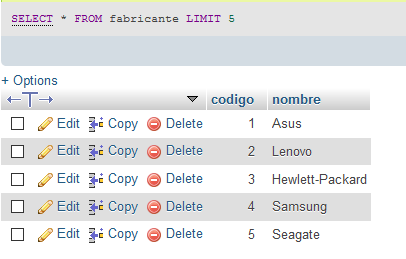 SELECT * FROM fabricante LIMIT 5
+ Options
codigo nombre
Edit Copy Delete 1 Asus
Edit Copy Delete 2 Lenovo
Edit Copy Delete 3 Hewlett-Packard
Edit Copy Delete 4 Samsung
Edit Copy Delete 5 Seagate